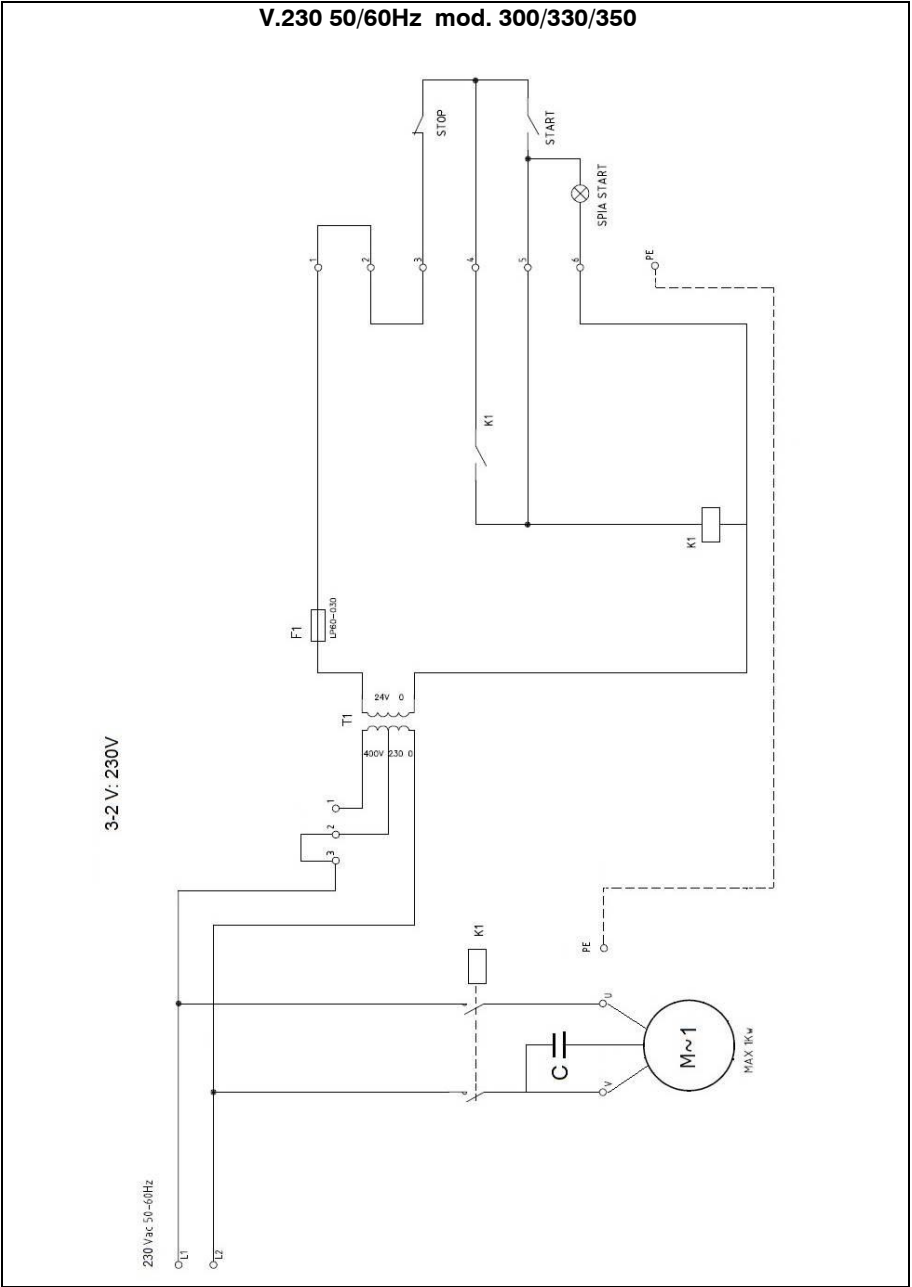 V.230 50/60Hz mod. 300/330/350
STOP
START
SPIA START
1
2
3
4
5
6
PE
K1
K1
F1
LP60-030
24V 0
T1
400V 230 0
3-2 V: 230V
1
2
3
K1
PE
U
V
C
M~1
MAX 1Kw
230 Vac 50-60Hz
L1
L2